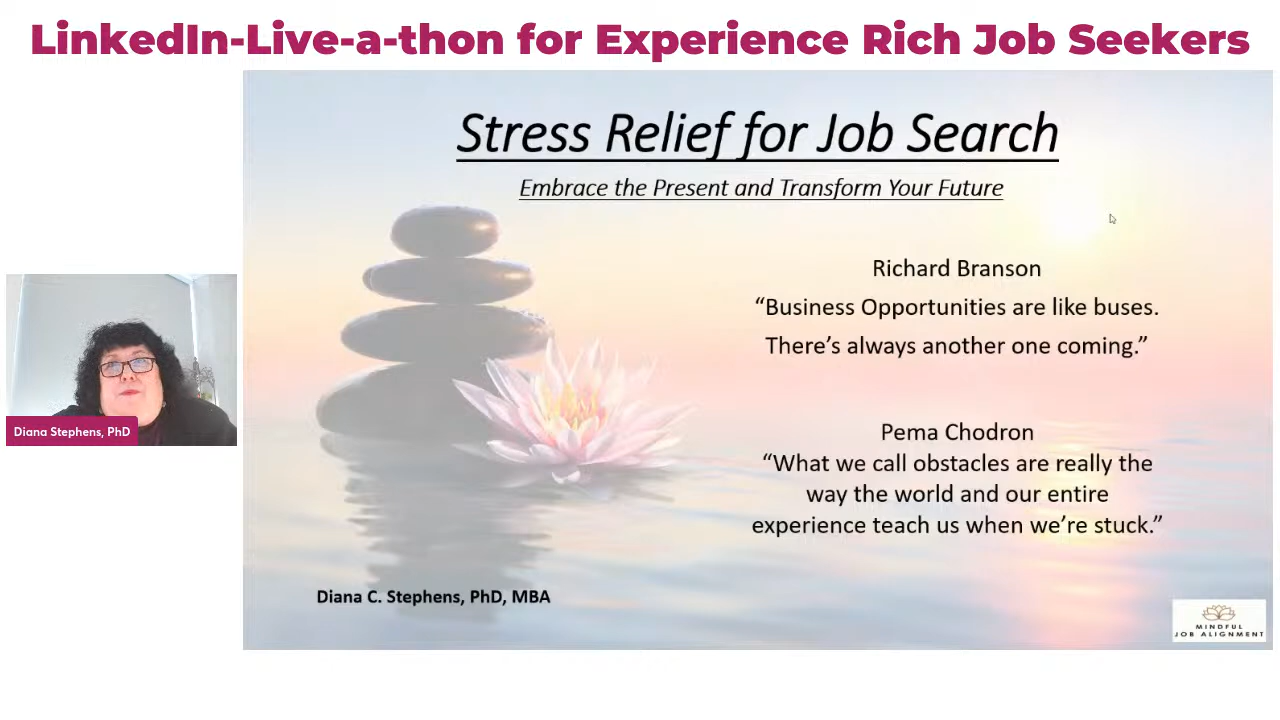 LinkedIn-Live-a-thon for Experience Rich Job Seekers
Stress Relief for Job Search
Embrace the Present and Transform Your Future
Richard Branson
“Business Opportunities are like buses.
There’s always another one coming.”
Pema Chodron
“What we call obstacles are really the
way the world and our entire
experience teach us when we’re stuck.”
Diana Stephens, PhD
Diana C. Stephens, PhD, MBA
MINDFUL
JOB ALIGNMENT